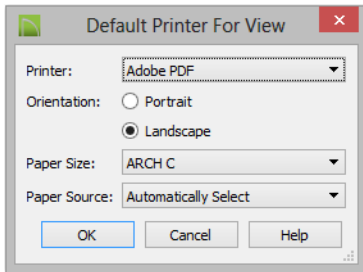 Default Printer For View
Printer: Adobe PDF
Orientation: Portrait
Landscape
Paper Size: ARCH C
Paper Source: Automatically Select
OK Cancel Help